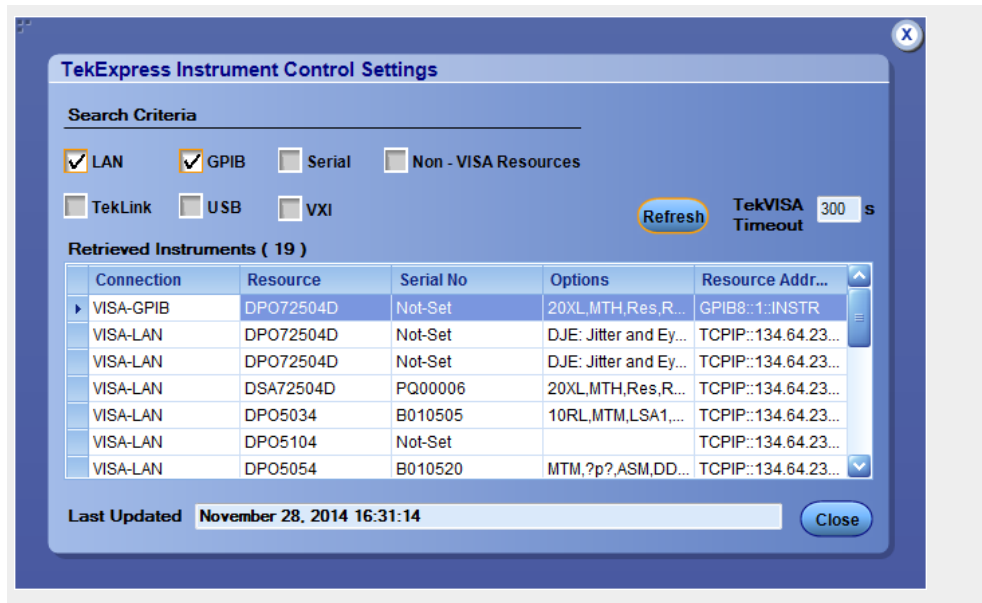 X
TekExpress Instrument Control Settings
Search Criteria
LAN GPIB Serial Non - VISA Resources
TekLink USB VXI
Refresh TekVISA Timeout 300 s
Retrieved Instruments ( 19 )
Connection Resource Serial No Options Resource Addr...
VISA-GPIB DPO72504D Not-Set 20XL,MTH,Res,R... GPIB8::1::INSTR
VISA-LAN DPO72504D Not-Set DJE: Jitter and Ey... TCPIP::134.64.23...
VISA-LAN DPO72504D Not-Set DJE: Jitter and Ey... TCPIP::134.64.23...
VISA-LAN DSA72504D PQ00006 20XL,MTH,Res,R... TCPIP::134.64.23...
VISA-LAN DPO5034 B010505 10RL,MTM,LSA1,... TCPIP::134.64.23...
VISA-LAN DPO5104 Not-Set TCPIP::134.64.23...
VISA-LAN DPO5054 B010520 MTM,?p?,ASM,DD... TCPIP::134.64.23...
Last Updated November 28, 2014 16:31:14 Close